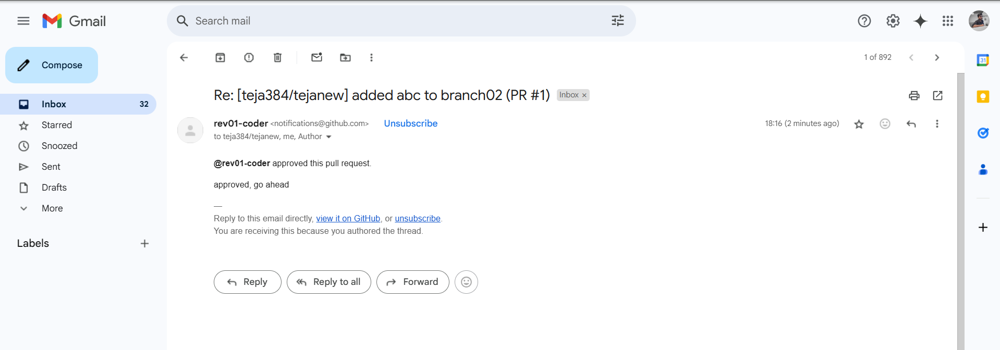 Gmail
Search mail
Compose
1 of 892
Inbox 32
Starred
Snoozed
Sent
Drafts
More
Labels
Re: [teja384/tejanew] added abc to branch02 (PR #1) Inbox ×
rev01-coder <notifications@github.com> Unsubscribe 18:16 (2 minutes ago)
to teja384/tejanew, me, Author
@rev01-coder approved this pull request.
approved, go ahead
—
Reply to this email directly, view it on GitHub, or unsubscribe.
You are receiving this because you authored the thread.
Reply Reply to all Forward
31